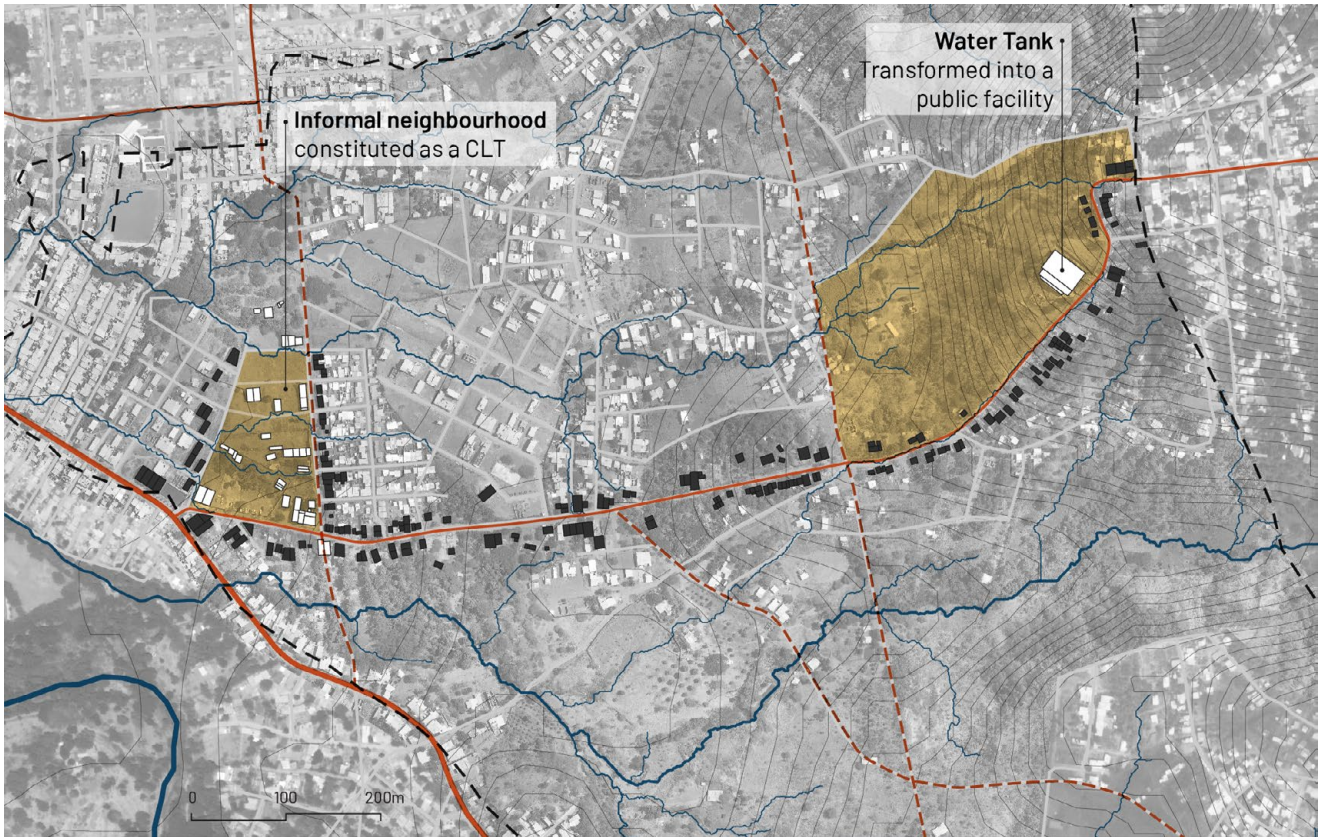 Water Tank
Transformed into a
public facility
Informal neighbourhood
constituted as a CLT
0 100 200m